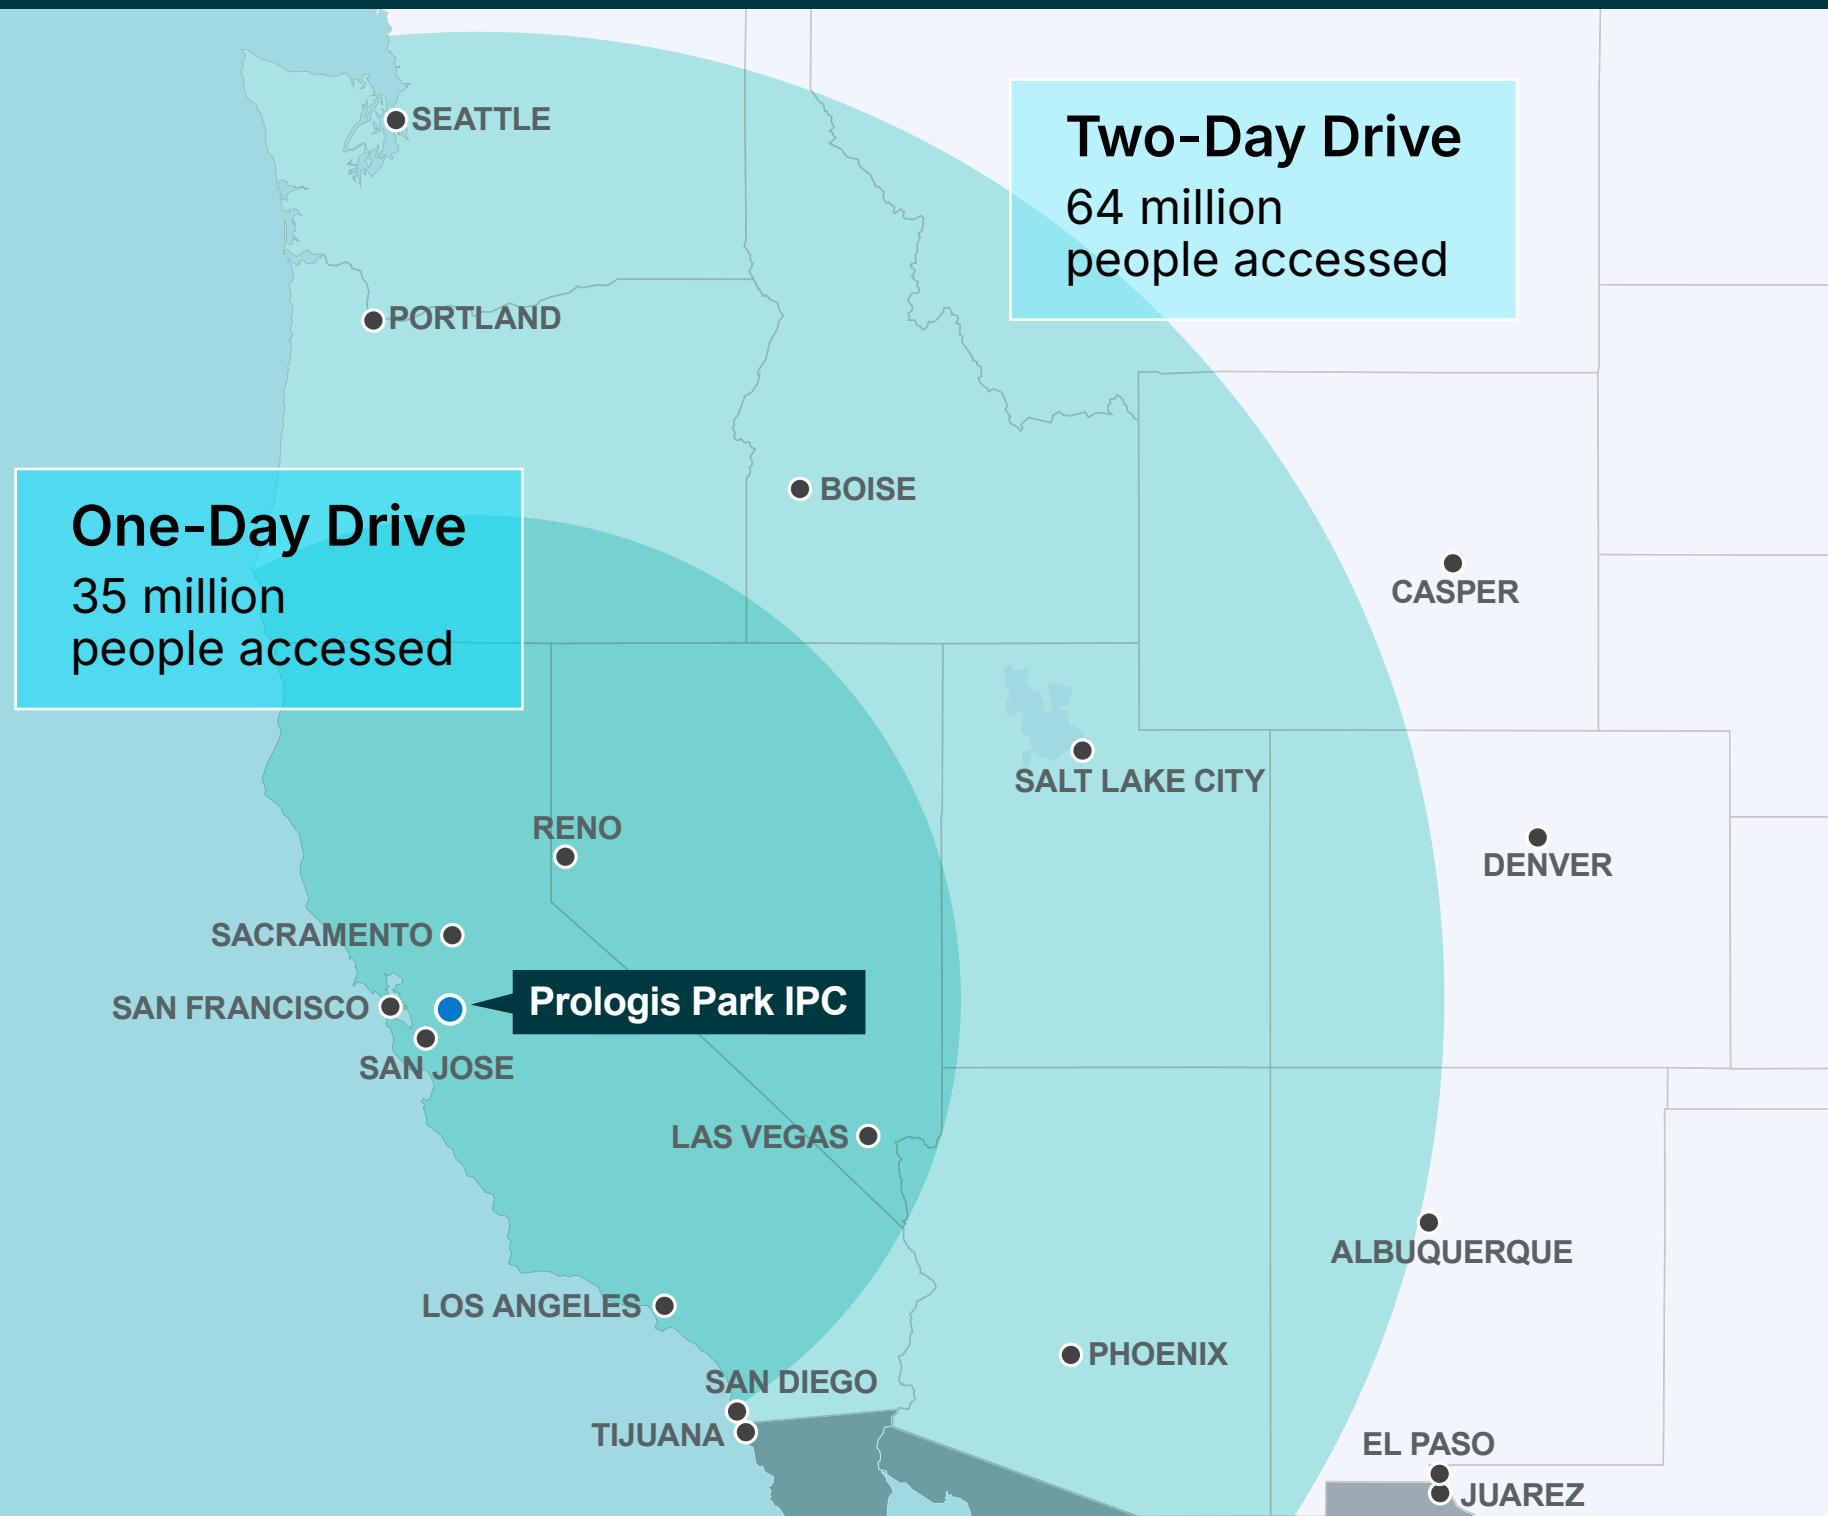 SEATTLE
Two-Day Drive
64 million
people accessed
PORTLAND
BOISE
One-Day Drive
35 million
people accessed
CASPER
SALT LAKE CITY
RENO
DENVER
SACRAMENTO
SAN FRANCISCO
Prologis Park IPC
SAN JOSE
LAS VEGAS
ALBUQUERQUE
LOS ANGELES
PHOENIX
SAN DIEGO
TIJUANA
EL PASO
JUAREZ